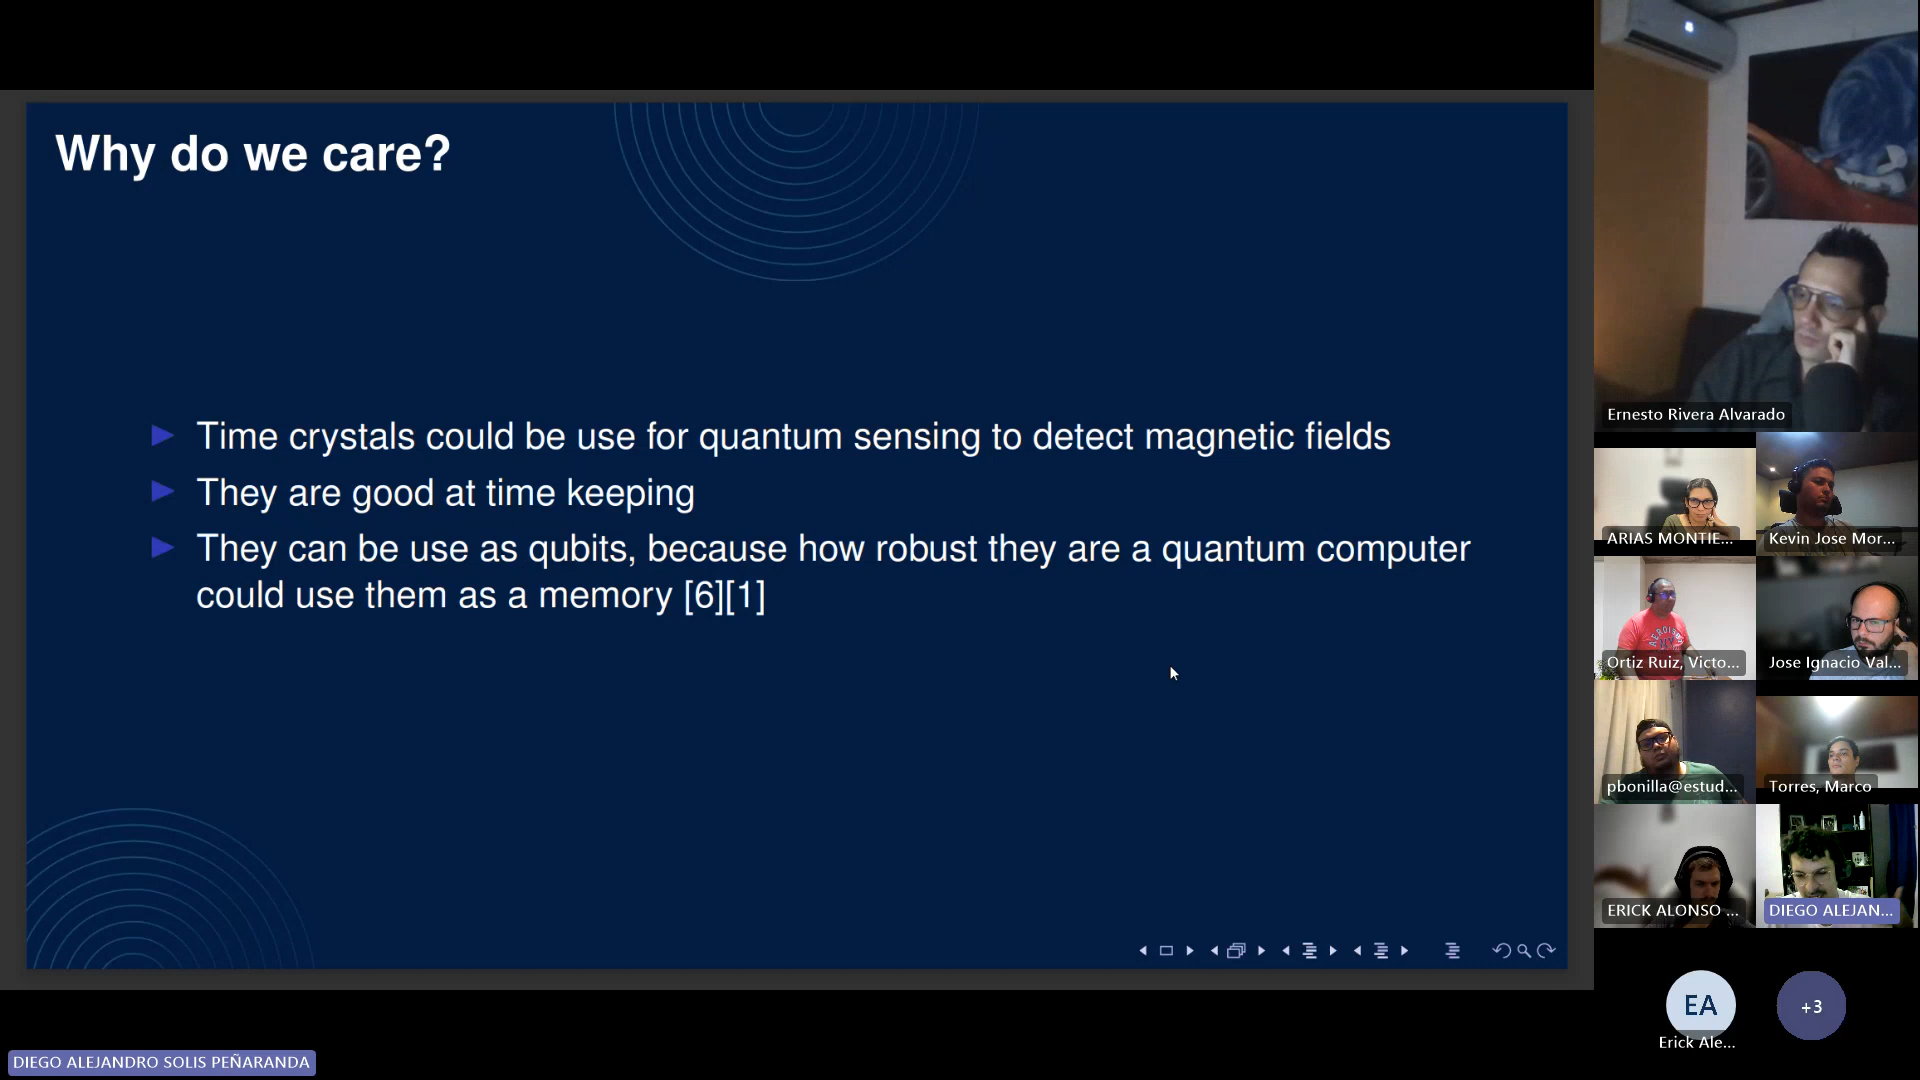 Why do we care?
Time crystals could be use for quantum sensing to detect magnetic fields
They are good at time keeping
They can be use as qubits, because how robust they are a quantum computer
could use them as a memory [6][1]
Ernesto Rivera Alvarado
ARIAS MONTIE...
Kevin Jose Mor...
Ortiz Ruiz, Victo...
Jose Ignacio Val...
pbonilla@estud...
Torres, Marco
ERICK ALONSO ...
DIEGO ALEJAN...
EA
+3
Erick Ale...
DIEGO ALEJANDRO SOLIS PEÑARANDA